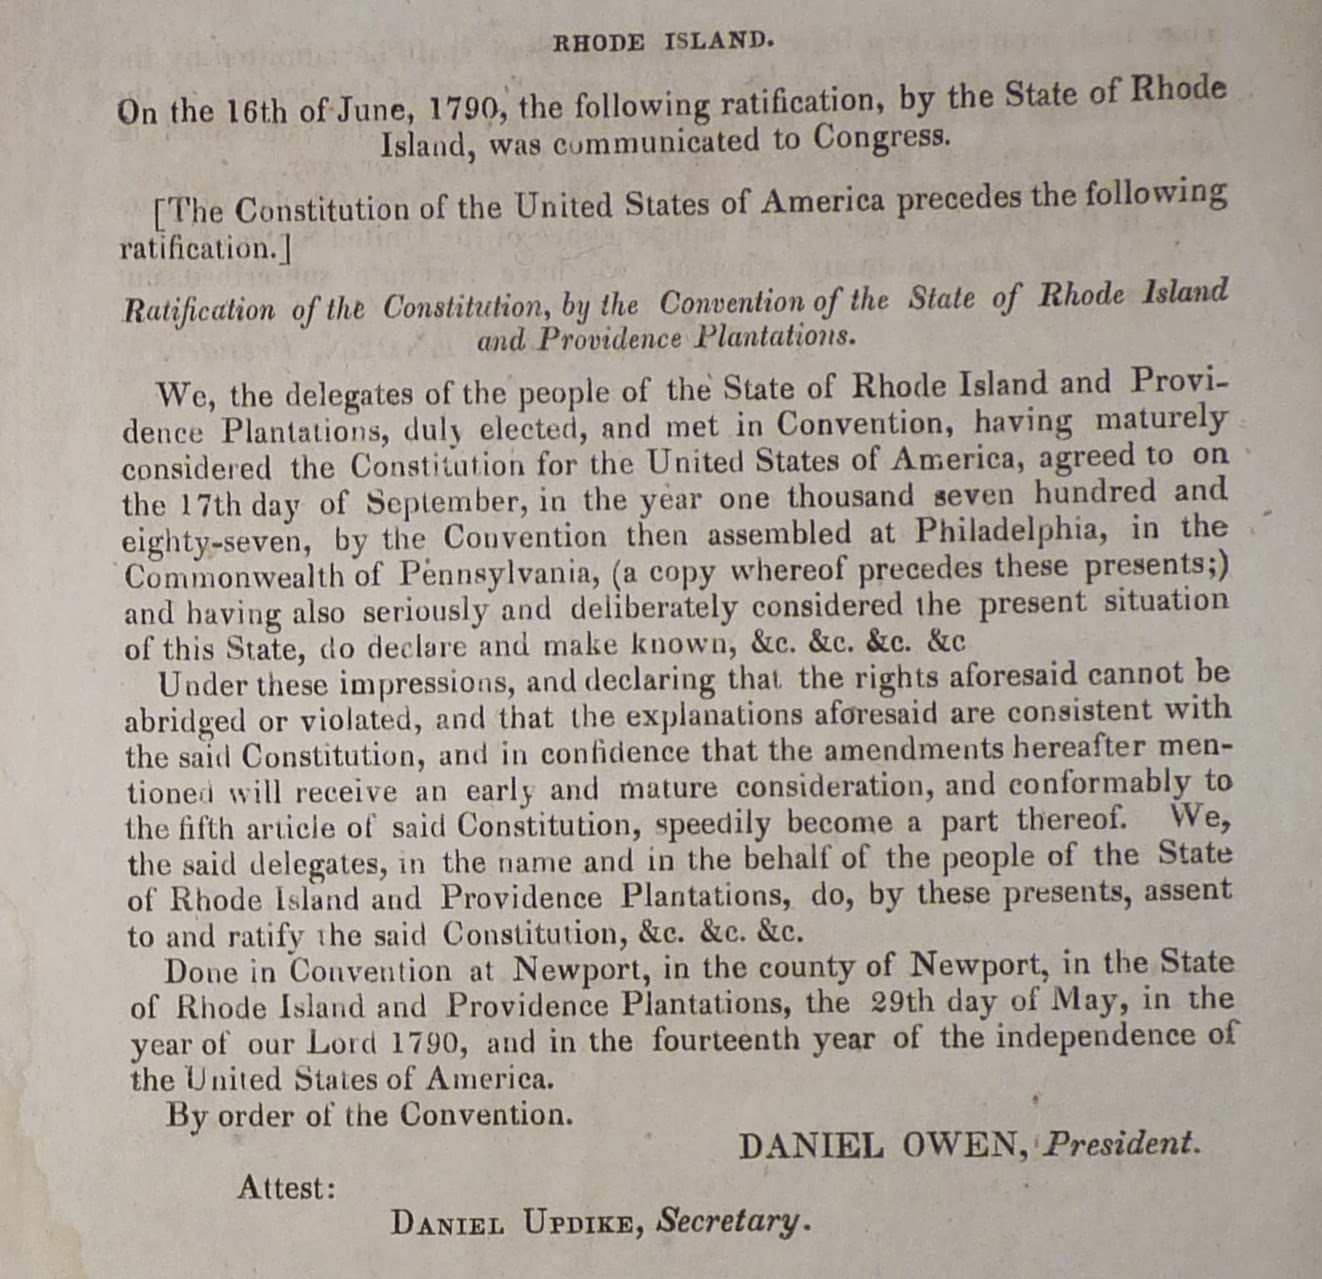 RHODE ISLAND.
On the 16th of June, 1790, the following ratification, by the State of Rhode
Island, was communicated to Congress.
[The Constitution of the United States of America precedes the following
ratification.]
Ratification of the Constitution, by the Convention of the State of Rhode Island
and Providence Plantations.
We, the delegates of the people of the State of Rhode Island and Provi-
dence Plantations, duly elected, and met in Convention, having maturely
considered the Constitution for the United States of America, agreed to on
the 17th day of September, in the year one thousand seven hundred and
eighty-seven, by the Convention then assembled at Philadelphia, in the
Commonwealth of Pennsylvania, (a copy whereof precedes these presents;)
and having also seriously and deliberately considered the present situation
of this State, do declare and make known, &c. &c. &c. &c
Under these impressions, and declaring that the rights aforesaid cannot be
abridged or violated, and that the explanations aforesaid are consistent with
the said Constitution, and in confidence that the amendments hereafter men-
tioned will receive an early and mature consideration, and conformably to
the fifth article of said Constitution, speedily become a part thereof. We,
the said delegates, in the name and in the behalf of the people of the State
of Rhode Island and Providence Plantations, do, by these presents, assent
to and ratify the said Constitution, &c. &c. &c.
Done in Convention at Newport, in the county of Newport, in the State
of Rhode Island and Providence Plantations, the 29th day of May, in the
year of our Lord 1790, and in the fourteenth year of the independence of
the United States of America.
By order of the Convention.
DANIEL OWEN, President.
Attest:
DANIEL UPDIKE, Secretary.